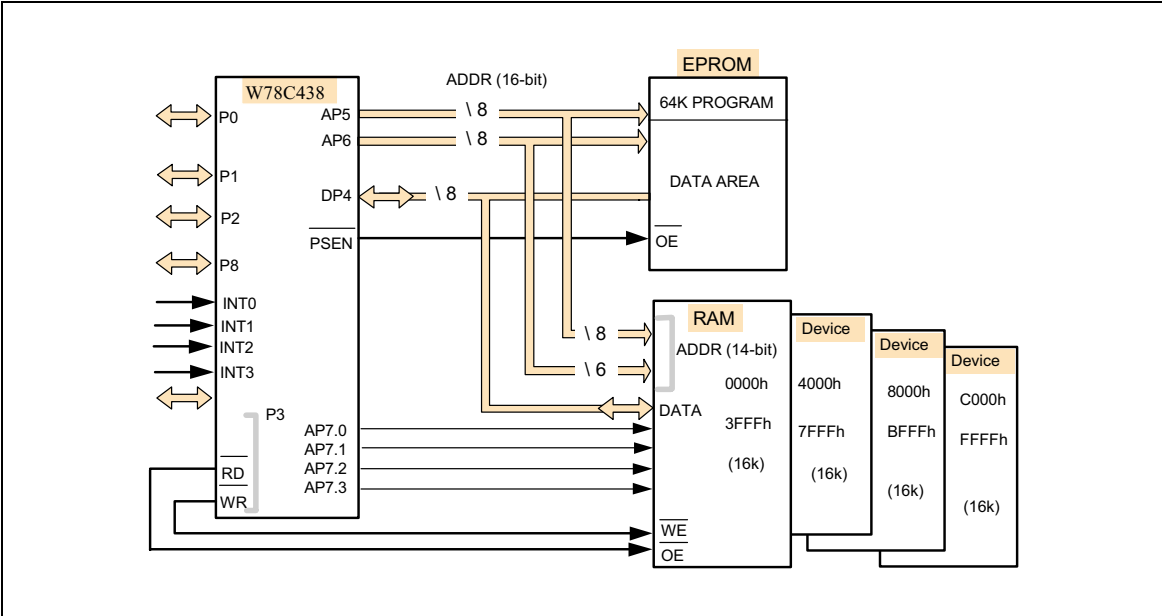 EPROM
ADDR (16-bit)
W78C438
64K PROGRAM
\ 8
P0
AP5
\ 8
AP6
P1
DATA AREA
DP4
\ 8
P2
PSEN
OE
P8
INT0
INT1
INT2
INT3
RAM
Device
Device
Device
\ 8
ADDR (14-bit)
\ 6
0000h
4000h
8000h
C000h
DATA
P3
3FFFh
7FFFh
BFFFh
FFFFh
AP7.0
AP7.1
AP7.2
AP7.3
(16k)
(16k)
(16k)
(16k)
RD
WR
WE
OE